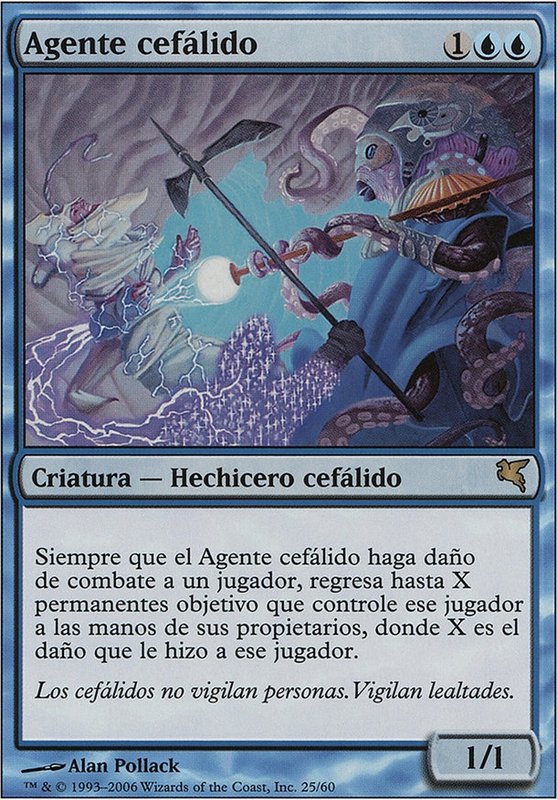 Agente cefálido
1
Criatura — Hechicero cefálido
Siempre que el Agente cefálido haga daño
de combate a un jugador, regresa hasta X
permanentes objetivo que controle ese jugador
a las manos de sus propietarios, donde X es el
daño que le hizo a ese jugador.
Los cefálidos no vigilan personas. Vigilan lealtades.
1/1
Alan Pollack
™ & © 1993–2006 Wizards of the Coast, Inc. 25/60